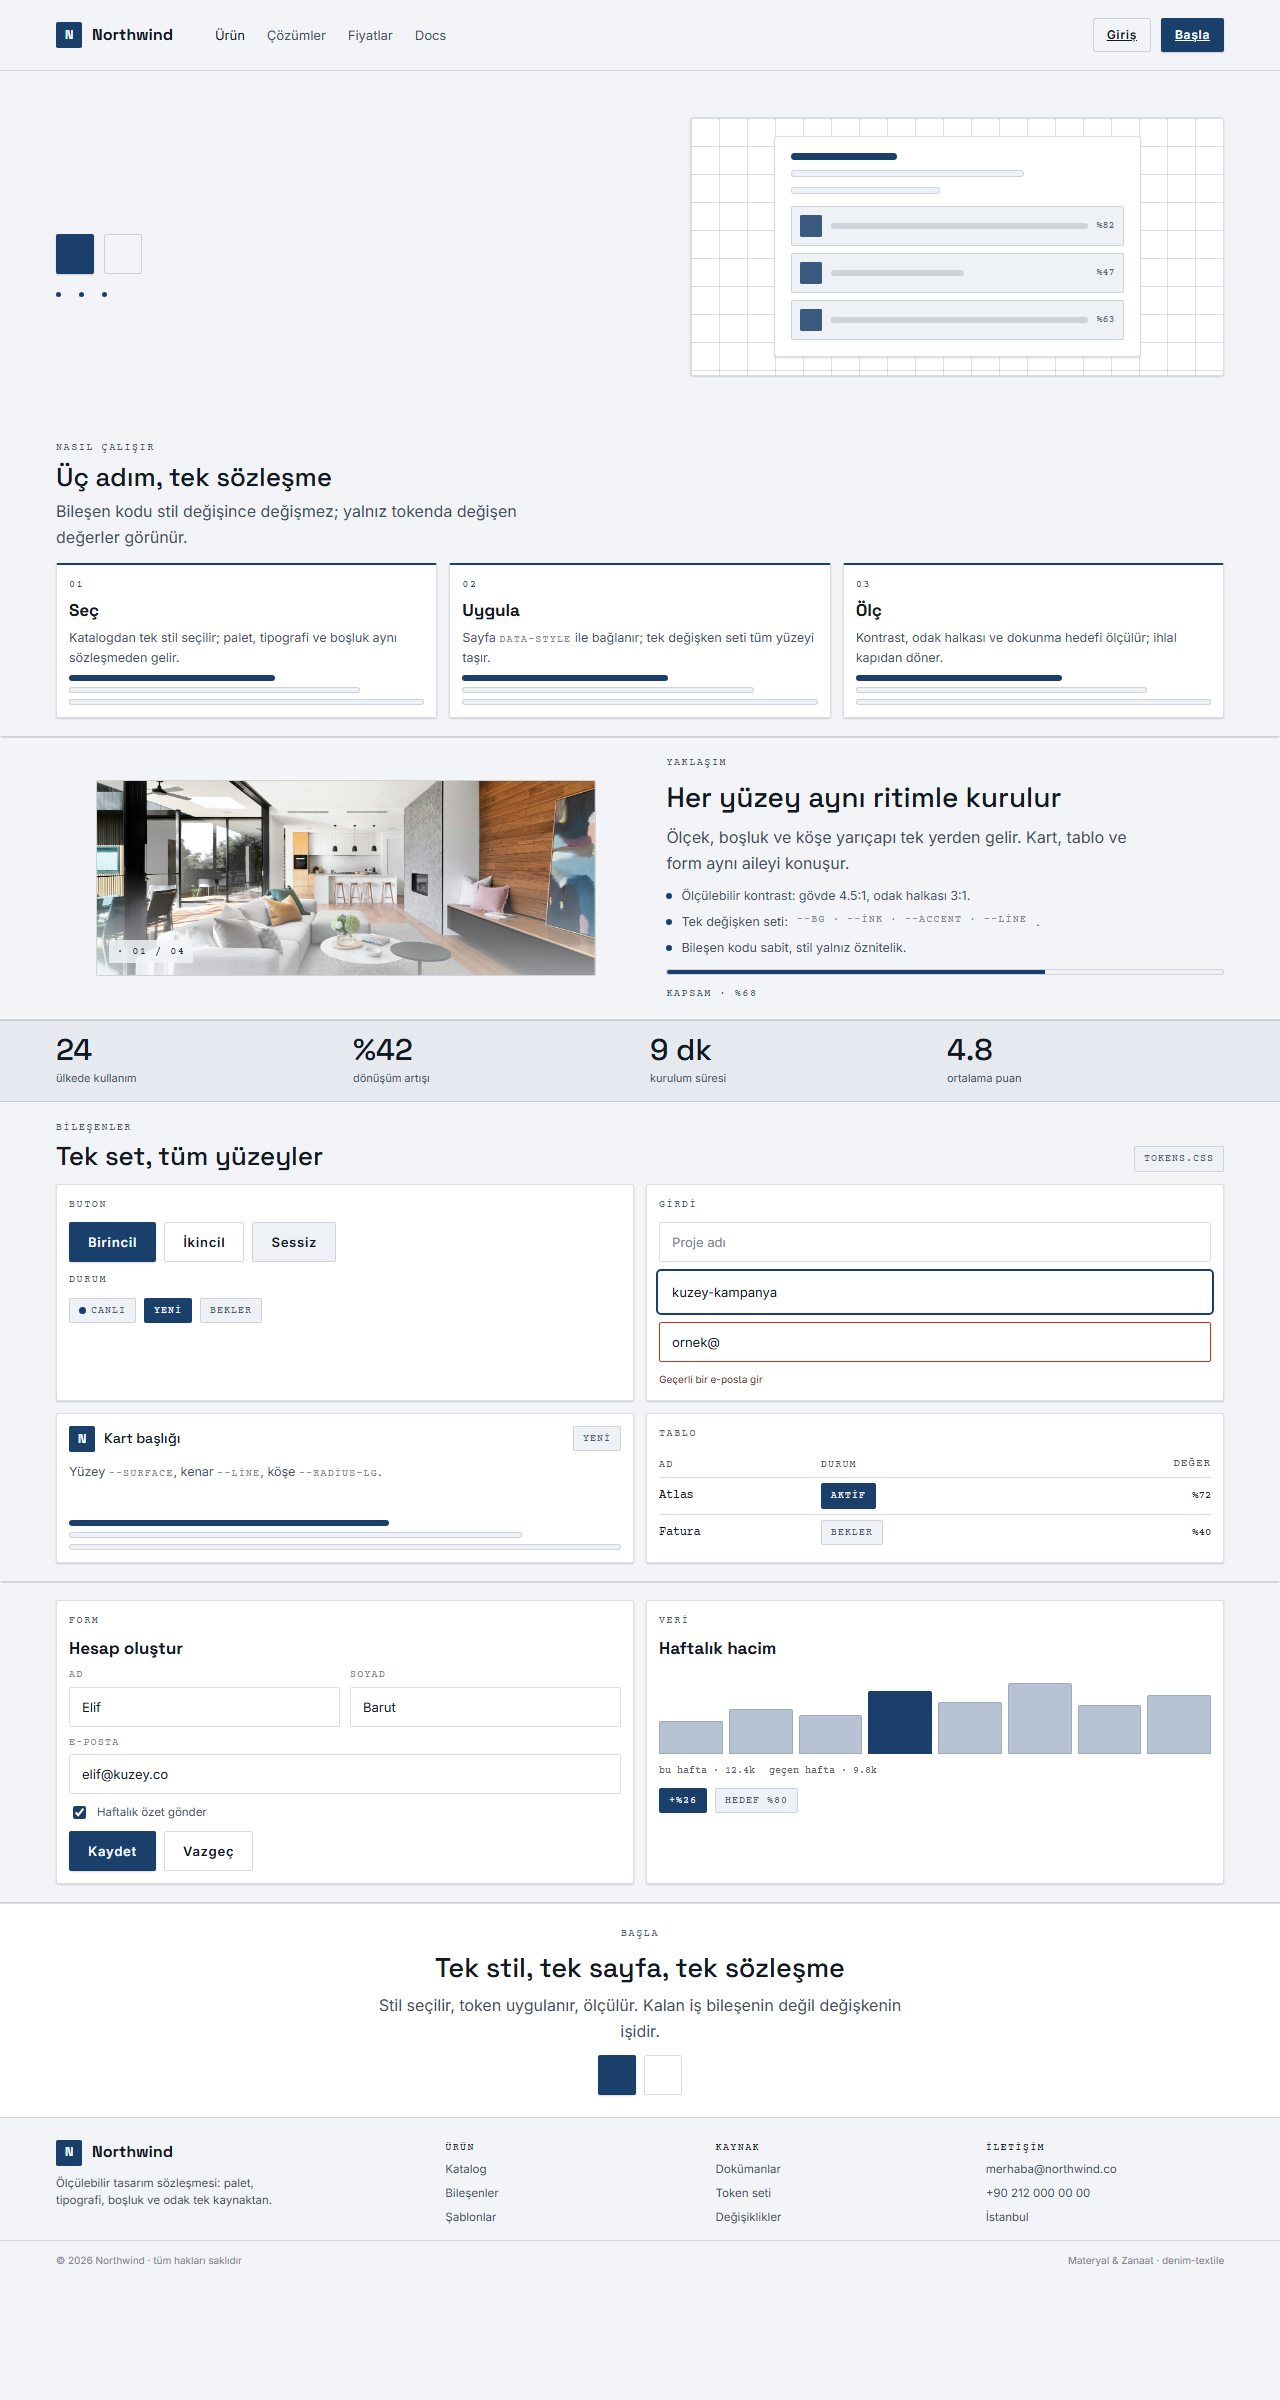 N Northwind Ürün Çözümler Fiyatlar Docs Giriş Başla
%82
%47
%63
NASIL ÇALIŞIR
Üç adım, tek sözleşme
Bileşen kodu stil değişince değişmez; yalnız tokenda değişen
değerler görünür.
01
Seç
Katalogdan tek stil seçilir; palet, tipografi ve boşluk aynı
sözleşmeden gelir.
02
Uygula
Sayfa DATA-STYLE ile bağlanır; tek değişken seti tüm yüzeyi
taşır.
03
Ölç
Kontrast, odak halkası ve dokunma hedefi ölçülür; ihlal
kapıdan döner.
· 01 / 04
YAKLAŞIM
Her yüzey aynı ritimle kurulur
Ölçek, boşluk ve köşe yarıçapı tek yerden gelir. Kart, tablo ve
form aynı aileyi konuşur.
Ölçülebilir kontrast: gövde 4.5:1, odak halkası 3:1.
Tek değişken seti: --BG · --İNK · --ACCENT · --LİNE .
Bileşen kodu sabit, stil yalnız öznitelik.
KAPSAM · %68
24
ülkede kullanım
%42
dönüşüm artışı
9 dk
kurulum süresi
4.8
ortalama puan
BİLEŞENLER
Tek set, tüm yüzeyler
TOKENS.CSS
BUTON
Birincil İkincil Sessiz
DURUM
CANLI YENİ BEKLER
GİRDİ
Proje adı
kuzey-kampanya
ornek@
Geçerli bir e-posta gir
N Kart başlığı YENİ
Yüzey --SURFACE, kenar --LİNE, köşe --RADİUS-LG.
TABLO
AD DURUM DEĞER
Atlas AKTİF %72
Fatura BEKLER %40
FORM
Hesap oluştur
AD SOYAD
Elif Barut
E-POSTA
elif@kuzey.co
Haftalık özet gönder
Kaydet Vazgeç
VERİ
Haftalık hacim
bu hafta · 12.4k geçen hafta · 9.8k
+%26 HEDEF %80
BAŞLA
Tek stil, tek sayfa, tek sözleşme
Stil seçilir, token uygulanır, ölçülür. Kalan iş bileşenin değil değişkenin
işidir.
N Northwind
Ölçülebilir tasarım sözleşmesi: palet,
tipografi, boşluk ve odak tek kaynaktan.
ÜRÜN
Katalog
Bileşenler
Şablonlar
KAYNAK
Dokümanlar
Token seti
Değişiklikler
İLETİŞİM
merhaba@northwind.co
+90 212 000 00 00
İstanbul
© 2026 Northwind · tüm hakları saklıdır
Materyal & Zanaat · denim-textile